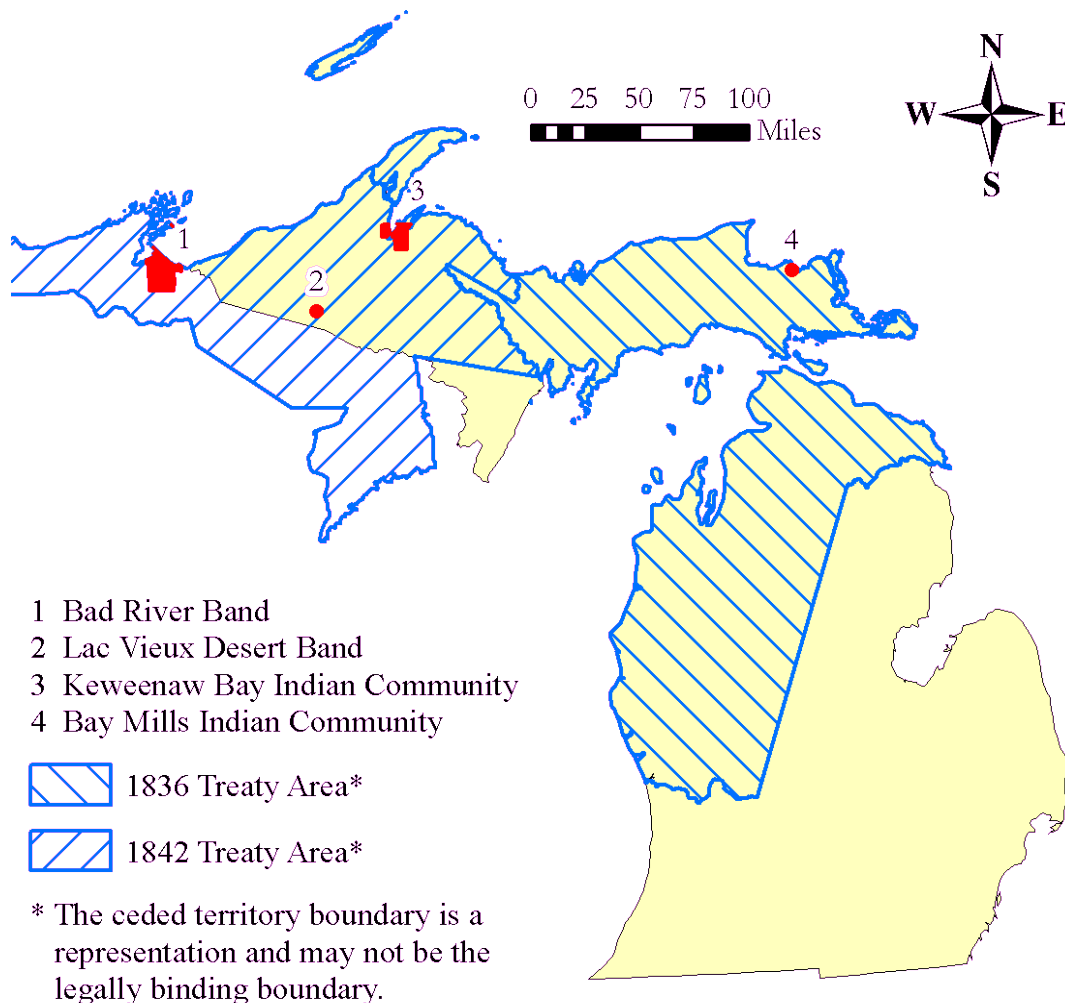 N
W E
S
0 25 50 75 100
Miles
1
2
3
4
1 Bad River Band
2 Lac Vieux Desert Band
3 Keweenaw Bay Indian Community
4 Bay Mills Indian Community
1836 Treaty Area*
1842 Treaty Area*
* The ceded territory boundary is a
representation and may not be the
legally binding boundary.